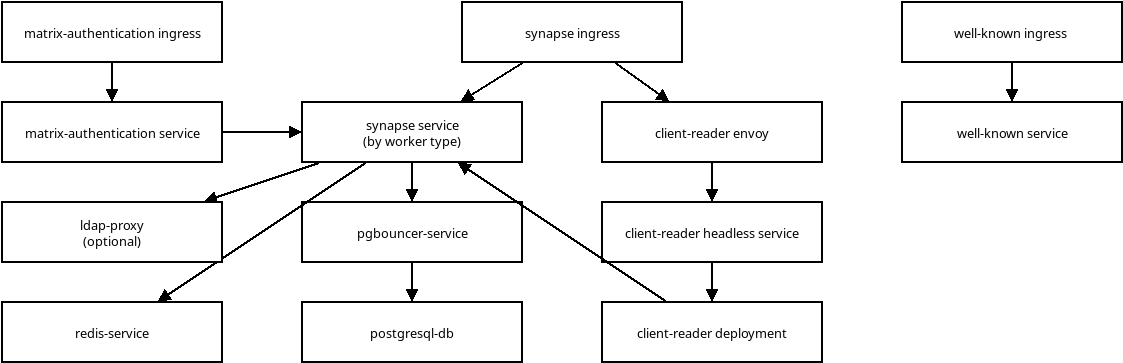 matrix-authentication ingress
synapse ingress
well-known ingress
matrix-authentication service
synapse service
(by worker type)
client-reader envoy
well-known service
ldap-proxy
(optional)
pgbouncer-service
client-reader headless service
redis-service
postgresql-db
client-reader deployment